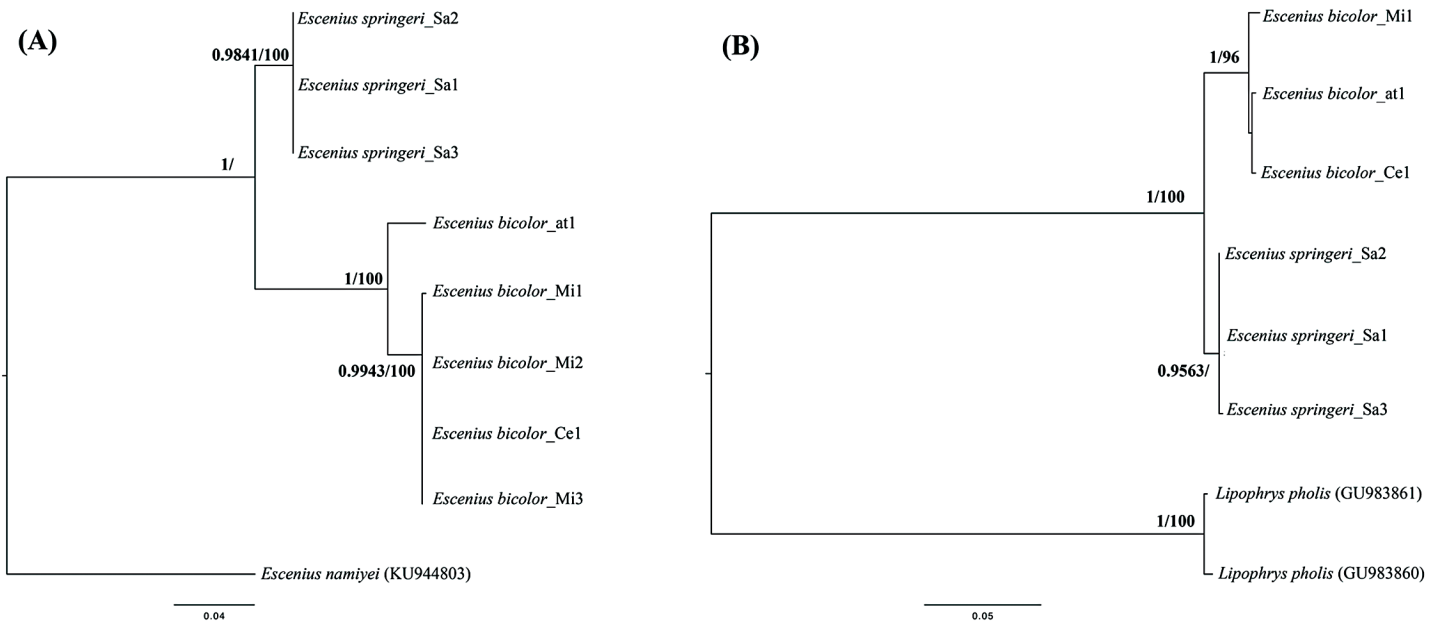 (A)
Escenius springeri_Sa2
0.9841/100
Escenius springeri_Sa1
Escenius springeri_Sa3
1/
Escenius bicolor_at1
1/100
Escenius bicolor_Mi1
Escenius bicolor_Mi2
0.9943/100
Escenius bicolor_Ce1
Escenius bicolor_Mi3
Escenius namiyei (KU944803)
0.04
(B)
Escenius bicolor_Mi1
1/96
Escenius bicolor_at1
Escenius bicolor_Ce1
1/100
Escenius springeri_Sa2
Escenius springeri_Sa1
0.9563/
Escenius springeri_Sa3
Lipophrys pholis (GU983861)
1/100
Lipophrys pholis (GU983860)
0.05